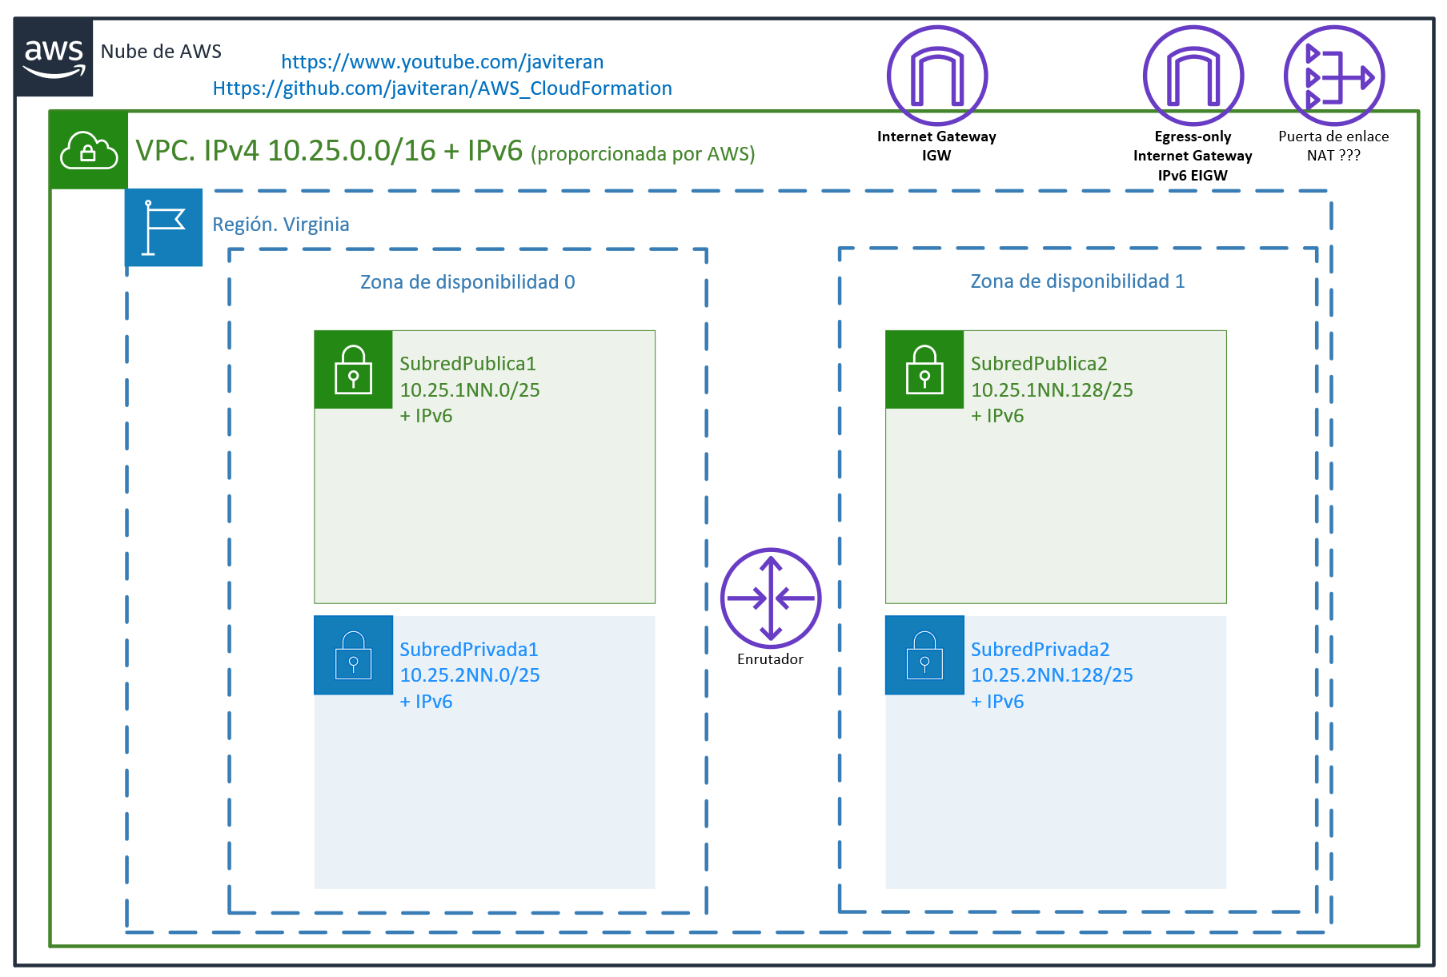 aws
Nube de AWS
https://www.youtube.com/javiteran
Https://github.com/javiteran/AWS_CloudFormation
Internet Gateway
IGW
Egress-only
Internet Gateway
IPv6 EIGW
Puerta de enlace
NAT ???
VPC. IPv4 10.25.0.0/16 + IPv6 (proporcionada por AWS)
Región. Virginia
Zona de disponibilidad 0
Zona de disponibilidad 1
SubredPublica1
10.25.1NN.0/25
+ IPv6
SubredPublica2
10.25.1NN.128/25
+ IPv6
Enrutador
SubredPrivada1
10.25.2NN.0/25
+ IPv6
SubredPrivada2
10.25.2NN.128/25
+ IPv6